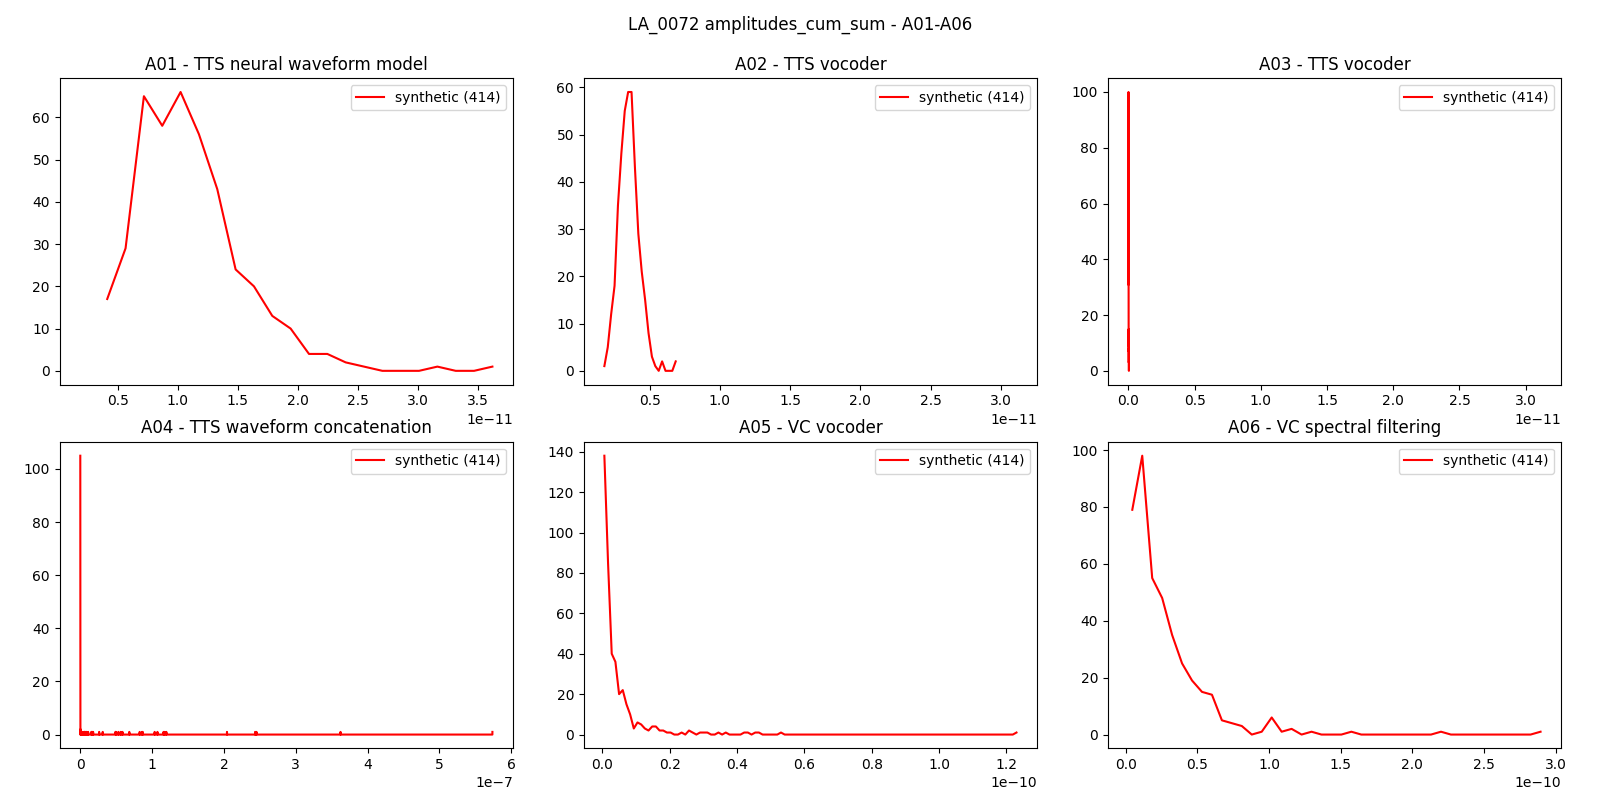 LA_0072 amplitudes_cum_sum - A01-A06
A01 - TTS neural waveform model
synthetic (414)
60
50
40
30
20
10
0
0.5 1.0 1.5 2.0 2.5 3.0 3.5
1e−11
A02 - TTS vocoder
synthetic (414)
60
50
40
30
20
10
0
0.5 1.0 1.5 2.0 2.5 3.0
1e−11
A03 - TTS vocoder
synthetic (414)
100
80
60
40
20
0
0.0 0.5 1.0 1.5 2.0 2.5 3.0
1e−11
A04 - TTS waveform concatenation
synthetic (414)
100
80
60
40
20
0
0 1 2 3 4 5 6
1e−7
A05 - VC vocoder
synthetic (414)
140
120
100
80
60
40
20
0
0.0 0.2 0.4 0.6 0.8 1.0 1.2
1e−10
A06 - VC spectral filtering
synthetic (414)
100
80
60
40
20
0
0.0 0.5 1.0 1.5 2.0 2.5 3.0
1e−10